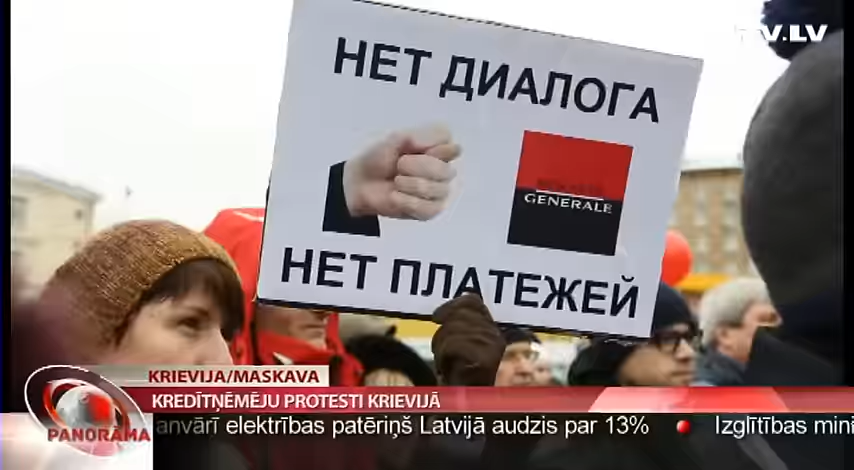 TV.LV
НЕТ ДИАЛОГА
GENERALE
НЕТ ПЛАТЕЖЕЙ
KRIEVIJA/MASKAVA
KREDĪTŅĒMĒJU PROTESTI KRIEVIJĀ
PANORĀMA
anvārī elektrības patēriņš Latvijā audzis par 13% Izglītības mini